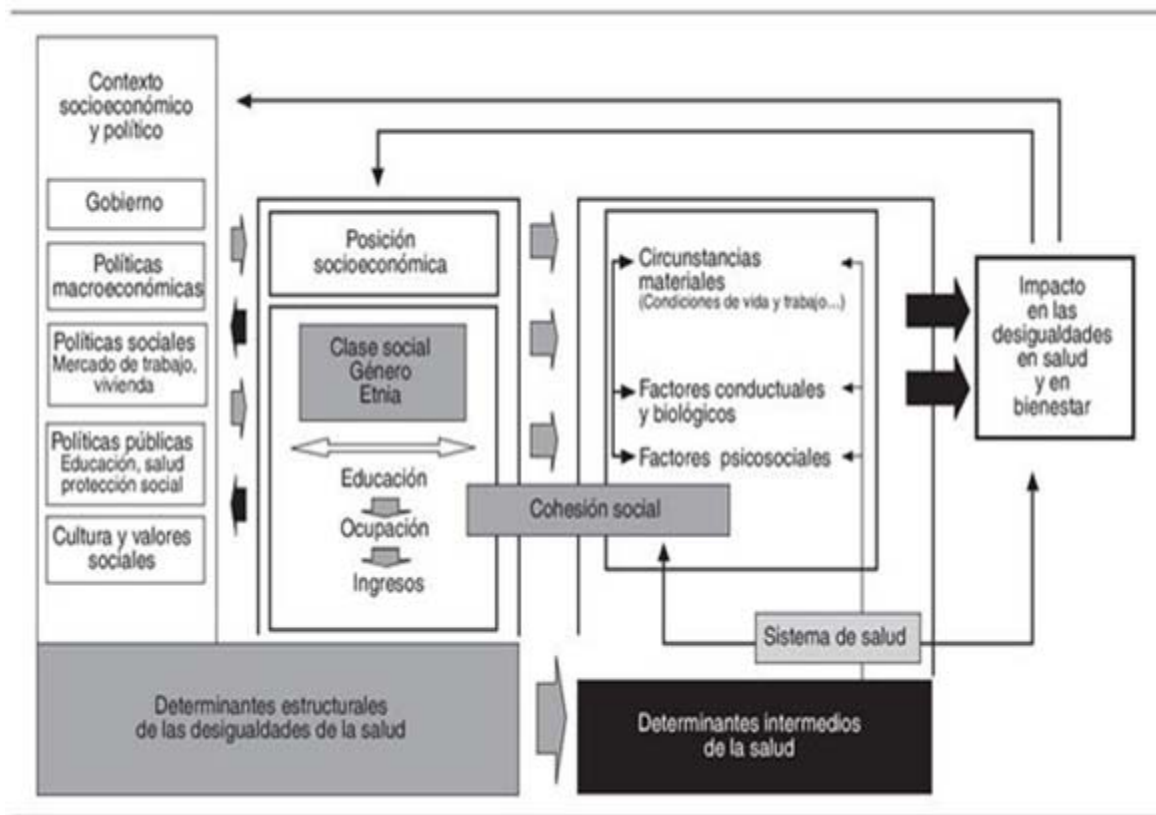 Contexto
socioeconómico
y político
Gobierno
Políticas
macroeconómicas
Políticas sociales
Mercado de trabajo,
vivienda
Políticas públicas
Educación, salud
protección social
Cultura y valores
sociales
Posición
socioeconómica
Clase social
Género
Etnia
Educación
Ocupación
Ingresos
Cohesión social
Circunstancias
materiales
(Condiciones de vida y trabajo...)
Factores conductuales
y biológicos
Factores psicosociales
Sistema de salud
Impacto
en las
desigualdades
en salud
y en
bienestar
Determinantes estructurales
de las desigualdades de la salud
Determinantes intermedios
de la salud